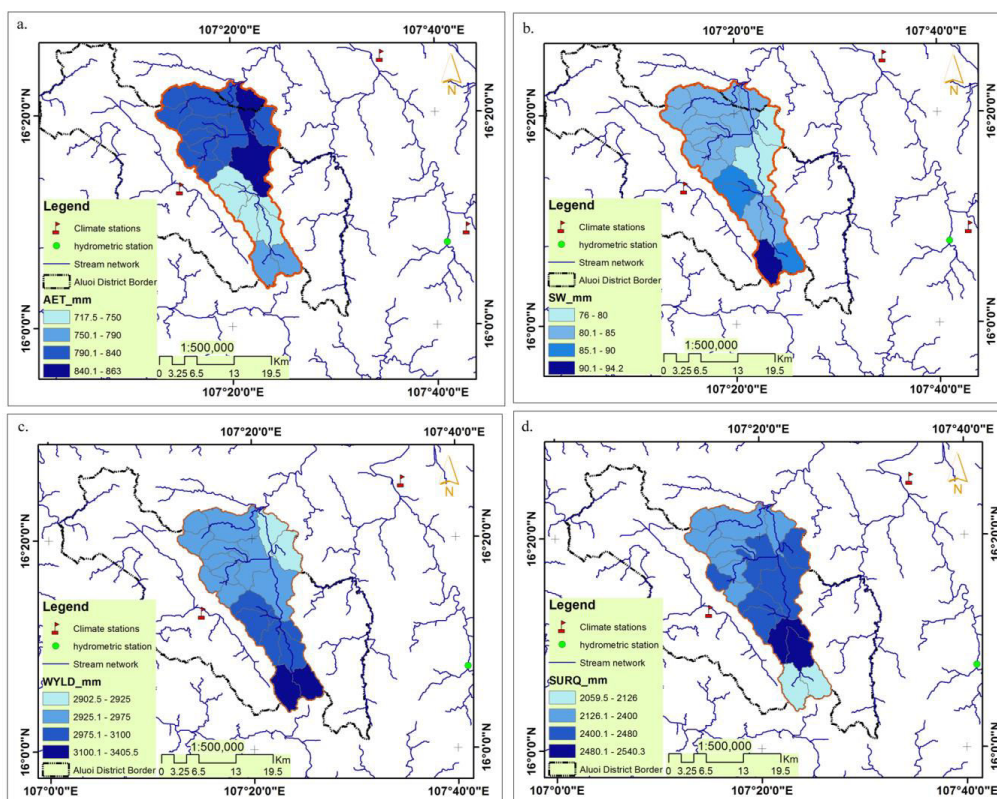 a.
107°20'0"E
107°40'0"E
16°20'0"N
16°20'0"N
N
Legend
Climate stations
hydrometric station
Stream network
Aluoi District Border
AET_mm
717.5 - 750
750.1 - 790
790.1 - 840
840.1 - 863
1:500,000
Km
0 3.25 6.5 13 19.5
16°0'0"N
16°0'0"N
107°20'0"E
107°40'0"E
b.
107°20'0"E
107°40'0"E
16°20'0"N
16°20'0"N
N
Legend
Climate stations
hydrometric station
Stream network
Aluoi District Border
SW_mm
76 - 80
80.1 - 85
85.1 - 90
90.1 - 94.2
1:500,000
Km
0 3.25 6.5 13 19.5
16°0'0"N
16°0'0"N
107°20'0"E
107°40'0"E
c.
107°20'0"E
107°40'0"E
16°20'0"N
16°20'0"N
N
Legend
Climate stations
hydrometric station
Stream network
WYLD_mm
2902.5 - 2925
2925.1 - 2975
2975.1 - 3100
3100.1 - 3405.5
Aluoi District Border
1:500,000
Km
0 3.25 6.5 13 19.5
16°0'0"N
16°0'0"N
107°0'0"E
107°20'0"E
107°40'0"E
d.
107°20'0"E
107°40'0"E
16°20'0"N
16°20'0"N
N
Legend
Climate stations
hydrometric station
Stream network
SURQ_mm
2059.5 - 2126
2126.1 - 2400
2400.1 - 2480
2480.1 - 2540.3
Aluoi District Border
1:500,000
Km
0 3.25 6.5 13 19.5
16°0'0"N
16°0'0"N
107°0'0"E
107°20'0"E
107°40'0"E